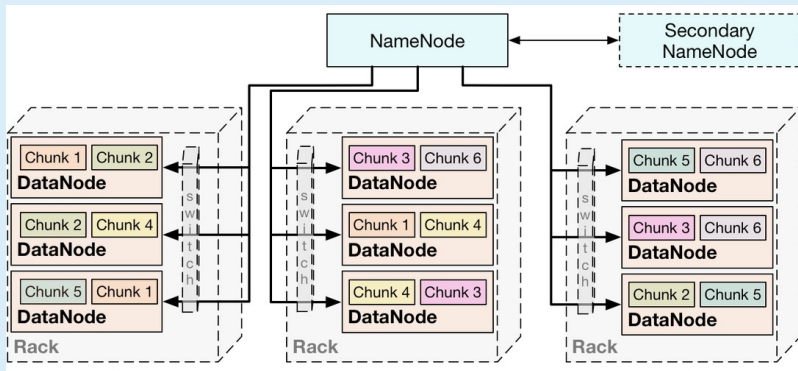 NameNode
Secondary
NameNode
Chunk 1 Chunk 2
DataNode
Chunk 2 Chunk 4
DataNode
Chunk 5 Chunk 1
DataNode
switch
Rack
Chunk 3 Chunk 6
DataNode
Chunk 1 Chunk 4
DataNode
Chunk 4 Chunk 3
DataNode
switch
Rack
Chunk 5 Chunk 6
DataNode
Chunk 3 Chunk 6
DataNode
Chunk 2 Chunk 5
DataNode
switch
Rack